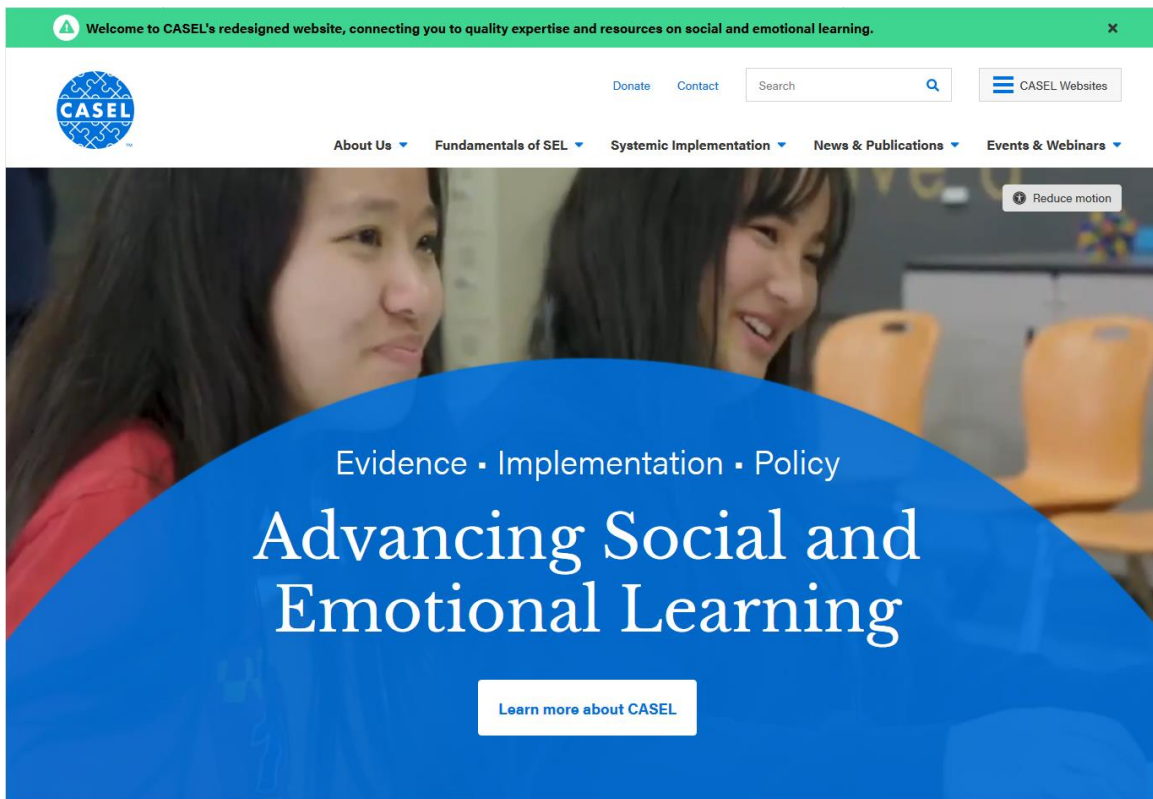 Welcome to CASEL's redesigned website, connecting you to quality expertise and resources on social and emotional learning.
Donate Contact Search CASEL Websites
CASEL
About Us Fundamentals of SEL Systemic Implementation News & Publications Events & Webinars
Reduce motion
Evidence ▪ Implementation ▪ Policy
Advancing Social and
Emotional Learning
Learn more about CASEL